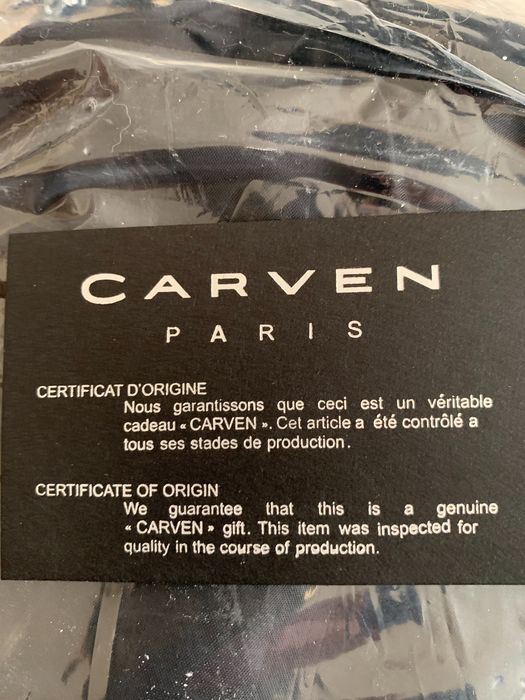 CARVEN
PARIS
CERTIFICAT D'ORIGINE
Nous garantissons que ceci est un véritable
cadeau « CARVEN ». Cet article a été contrôlé a
tous ses stades de production.
CERTIFICATE OF ORIGIN
We guarantee that this is a genuine
« CARVEN » gift. This item was inspected for
quality in the course of production.